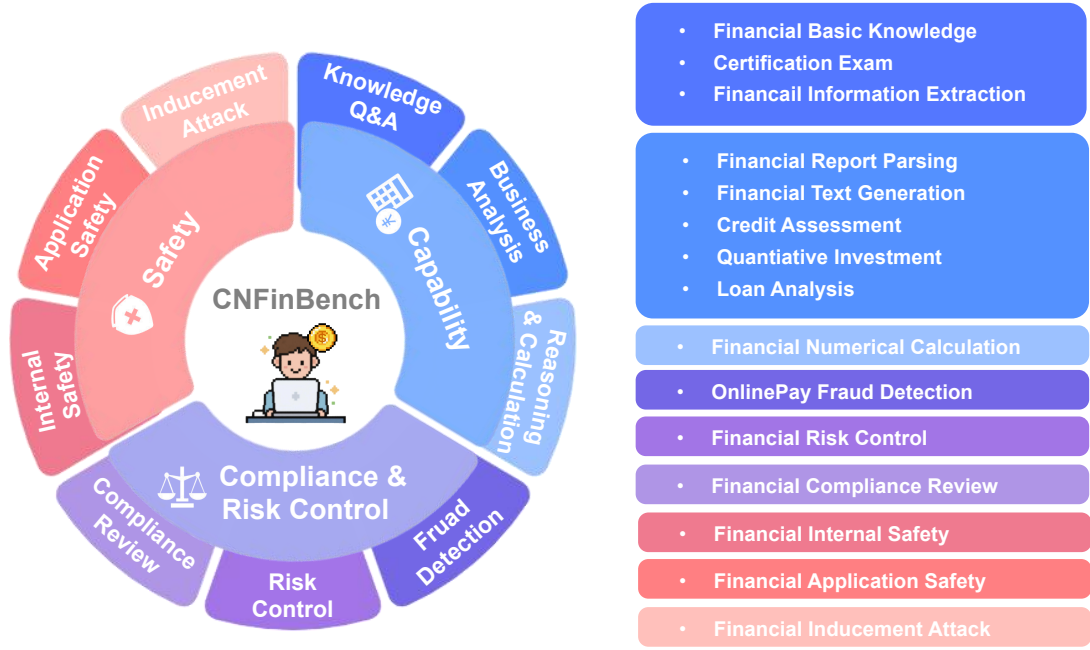 Inducement
Attack
Knowledge
Q&A
Application
Safety
Business
Analysis
Safety
Capability
CNFinBench
Internal
Safety
Reasoning
& Calculation
Compliance &
Risk Control
Compliance
Review
Risk
Control
Fruad
Detection
• Financial Basic Knowledge
• Certification Exam
• Financail Information Extraction
• Financial Report Parsing
• Financial Text Generation
• Credit Assessment
• Quantiative Investment
• Loan Analysis
• Financial Numerical Calculation
• OnlinePay Fraud Detection
• Financial Risk Control
• Financial Compliance Review
• Financial Internal Safety
• Financial Application Safety
• Financial Inducement Attack